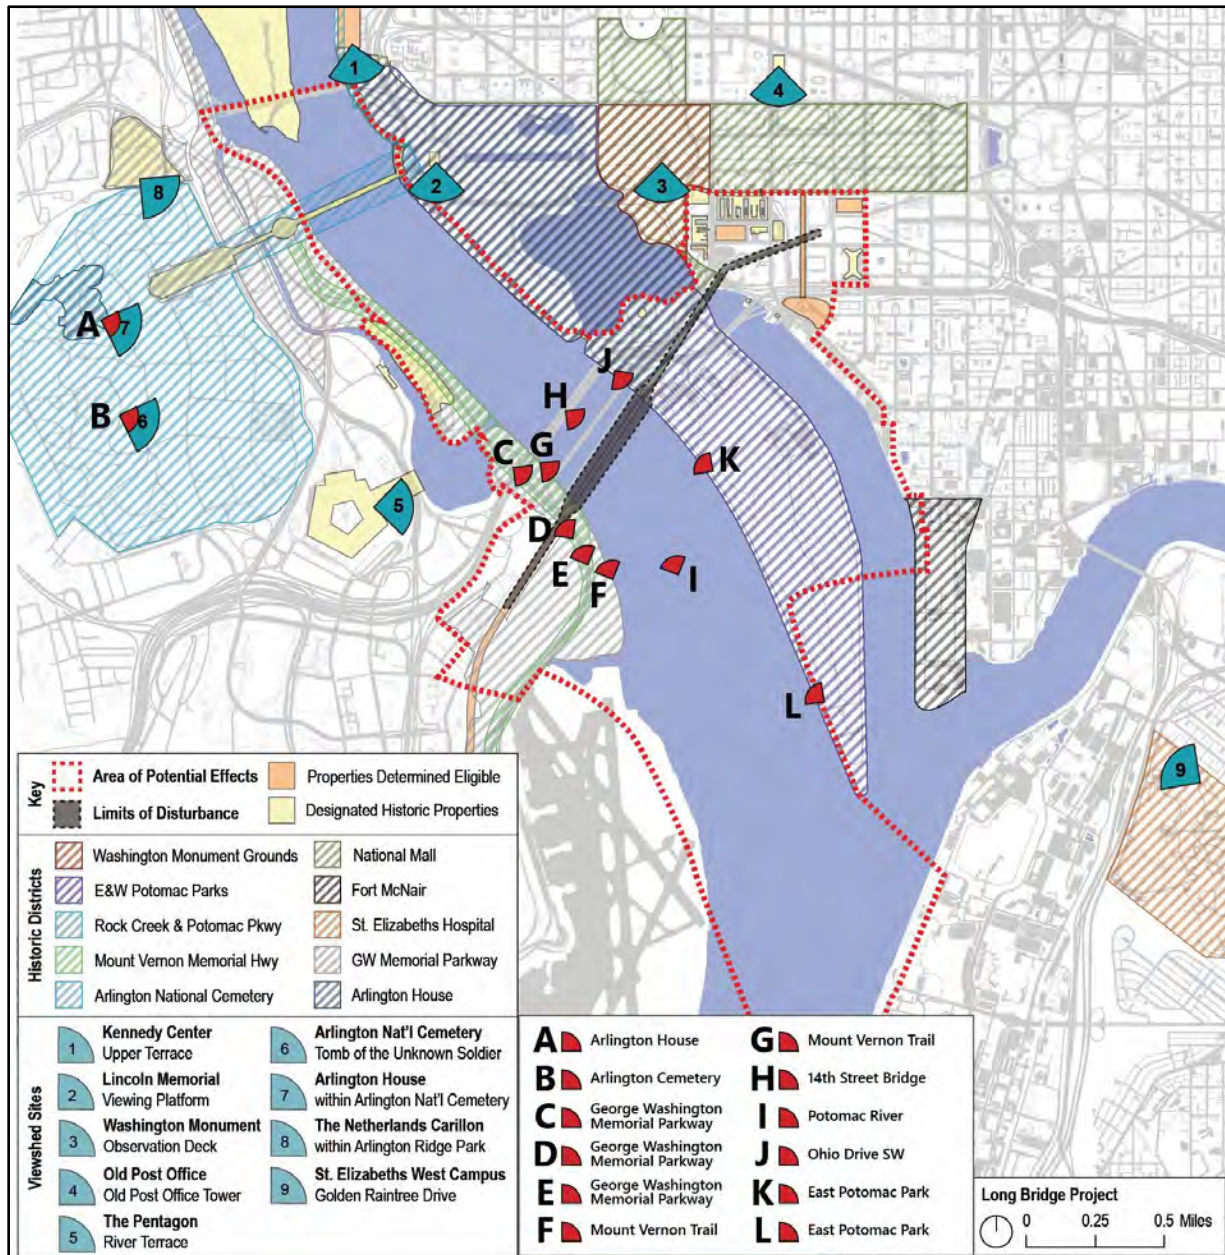 1
4
2
3
8
A
7
J
H
B
6
G
C
K
5
D
E
F
I
L
9
Key
Area of Potential Effects
Properties Determined Eligible
Limits of Disturbance
Designated Historic Properties
Historic Districts
Washington Monument Grounds
National Mall
E&W Potomac Parks
Fort McNair
Rock Creek & Potomac Pkwy
St. Elizabeths Hospital
Mount Vernon Memorial Hwy
GW Memorial Parkway
Arlington National Cemetery
Arlington House
Viewshed Sites
1
Kennedy Center
Upper Terrace
2
Lincoln Memorial
Viewing Platform
3
Washington Monument
Observation Deck
4
Old Post Office
Old Post Office Tower
5
The Pentagon
River Terrace
6
Arlington Nat'l Cemetery
Tomb of the Unknown Soldier
7
Arlington House
within Arlington Nat'l Cemetery
8
The Netherlands Carillon
within Arlington Ridge Park
9
St. Elizabeths West Campus
Golden Raintree Drive
A Arlington House
B Arlington Cemetery
C George Washington
Memorial Parkway
D George Washington
Memorial Parkway
E George Washington
Memorial Parkway
F Mount Vernon Trail
G Mount Vernon Trail
H 14th Street Bridge
I Potomac River
J Ohio Drive SW
K East Potomac Park
L East Potomac Park
Long Bridge Project
0 0.25 0.5 Miles